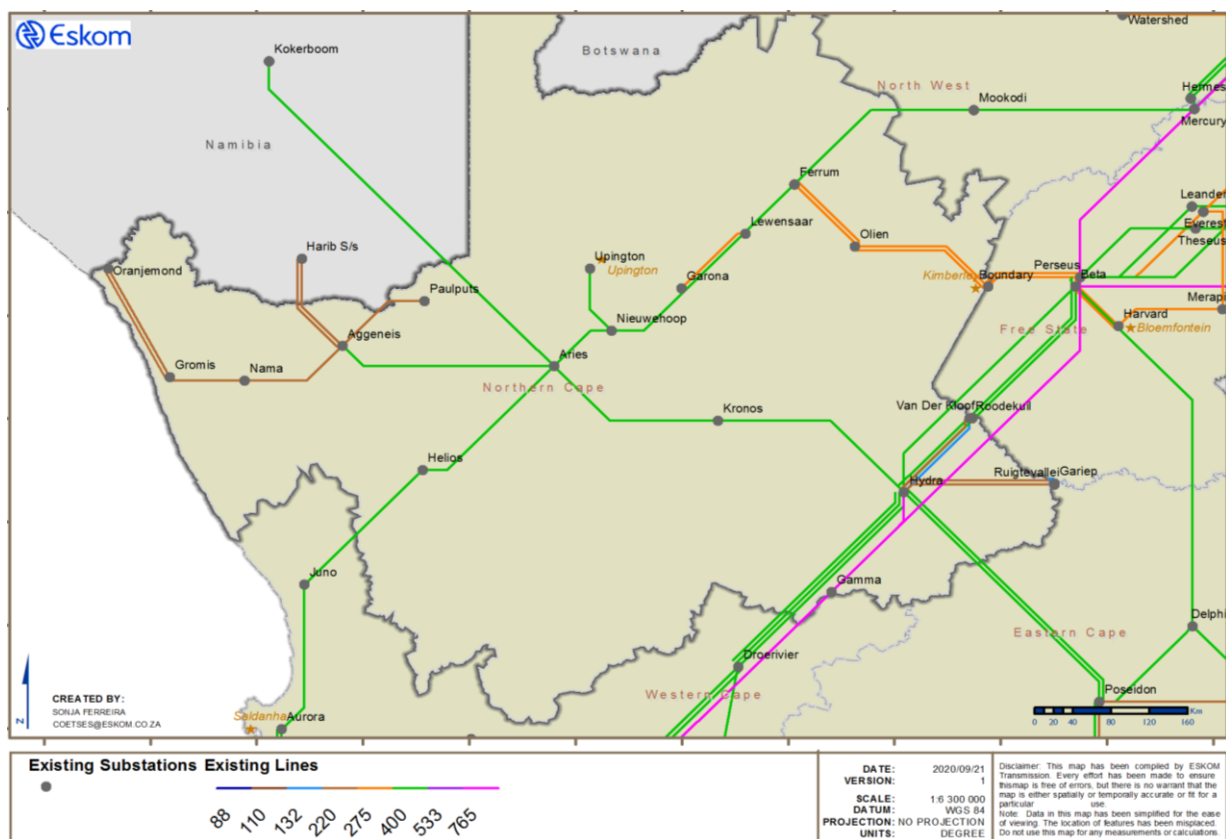 Eskom
Watershed
Kokerboom
Botswana
North West
Hermes
Mookodi
Mercury
Namibia
Ferrum
Leander
Lewensaar
Everest
Harib S/s
Olien
Theseus
Upington
Upington
Oranjemond
Perseus
Kimberley
Boundary
Beta
Garona
Paulputs
Merapi
Nieuwehoop
Harvard
Free State
Bloemfontein
Aggeneis
Aries
Gromis
Nama
Northern Cape
Kronos
Van Der Kloof
Roodekuil
Helios
Ruigtevallei
Gariep
Hydra
Juno
Gamma
Delphi
Eastern Cape
Droerivier
Western Cape
Poseidon
CREATED BY:
SONJA FERREIRA
COETSES@ESKOM.CO.ZA
N
Saldanha
Aurora
Km
0 20 40 80 120 160
Existing Substations Existing Lines
88 110 132 220 275 400 533 765
DATE: 2020/09/21
VERSION: 1
SCALE: 1:6 300 000
DATUM: WGS 84
PROJECTION: NO PROJECTION
UNITS: DEGREE
Disclaimer: This map has been compiled by ESKOM
Transmission. Every effort has been made to ensure
thismap is free of errors, but there is no warrant that the
map is either spatially or temporally accurate or fit for a
particular use.
Note: Data in this map has been simplified for the ease
of viewing. The location of features has been misplaced.
Do not use this map for any measurements or calculations